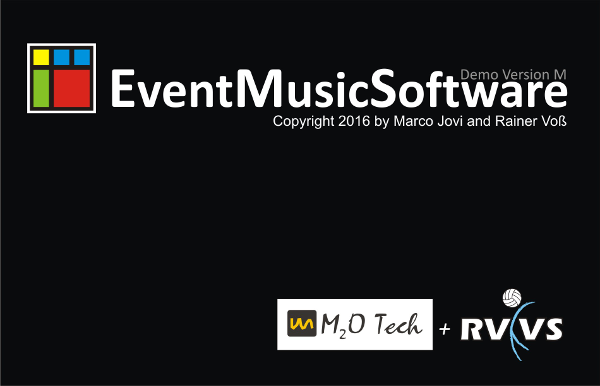 Demo Version M
EventMusicSoftware
Copyright 2016 by Marco Jovi and Rainer Voß
M2O Tech + RVVS